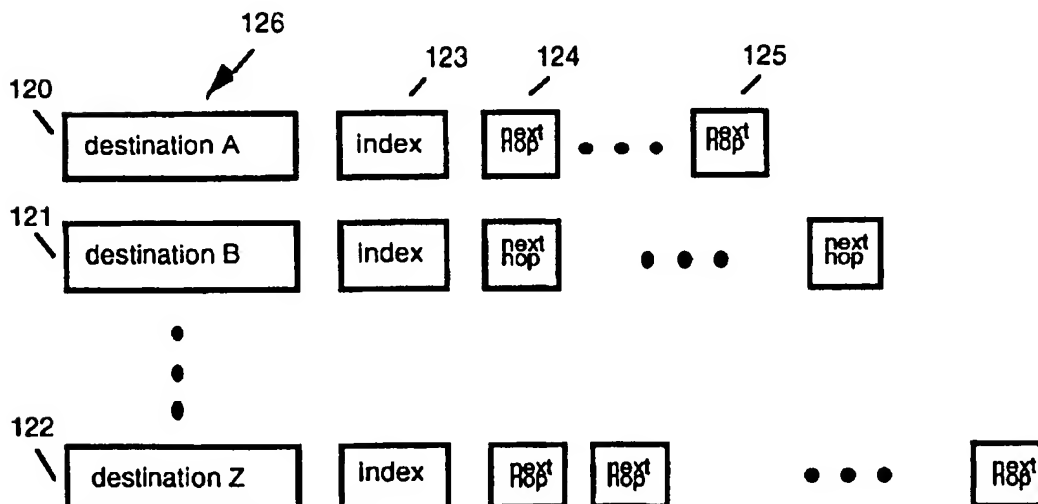 126
123
124
125
120
destination A
index
next
hop
next
hop
121
destination B
index
next
hop
next
hop
122
destination Z
index
next
hop
next
hop
next
hop